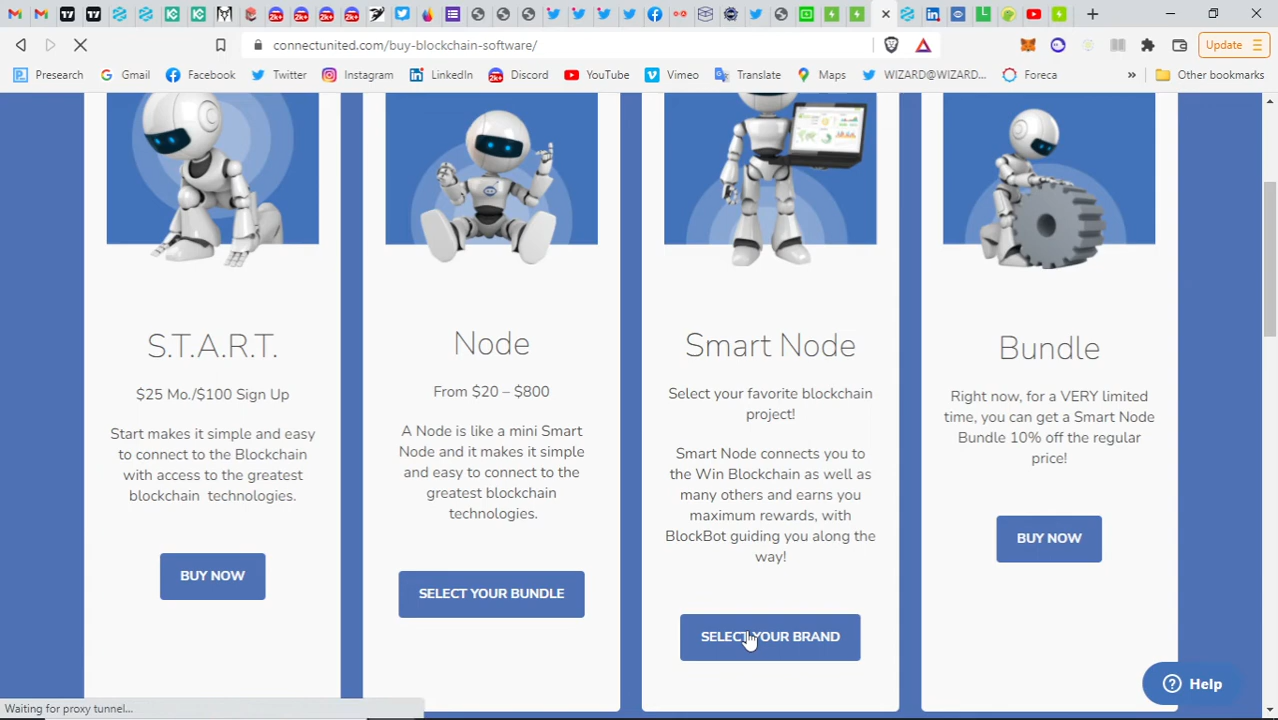 connectunited.com/buy-blockchain-software/
Update
Presearch
Gmail
Facebook
Twitter
Instagram
LinkedIn
Discord
YouTube
Vimeo
Translate
Maps
WIZARD@WIZARD...
Foreca
»
Other bookmarks
S.T.A.R.T.
$25 Mo./$100 Sign Up
Start makes it simple and easy
to connect to the Blockchain
with access to the greatest
blockchain technologies.
BUY NOW
Node
From $20 – $800
A Node is like a mini Smart
Node and it makes it simple
and easy to connect to the
greatest blockchain
technologies.
SELECT YOUR BUNDLE
Smart Node
Select your favorite blockchain
project!
Smart Node connects you to
the Win Blockchain as well as
many others and earns you
maximum rewards, with
BlockBot guiding you along the
way!
SELECT YOUR BRAND
Bundle
Right now, for a VERY limited
time, you can get a Smart Node
Bundle 10% off the regular
price!
BUY NOW
Help
Waiting for proxy tunnel...